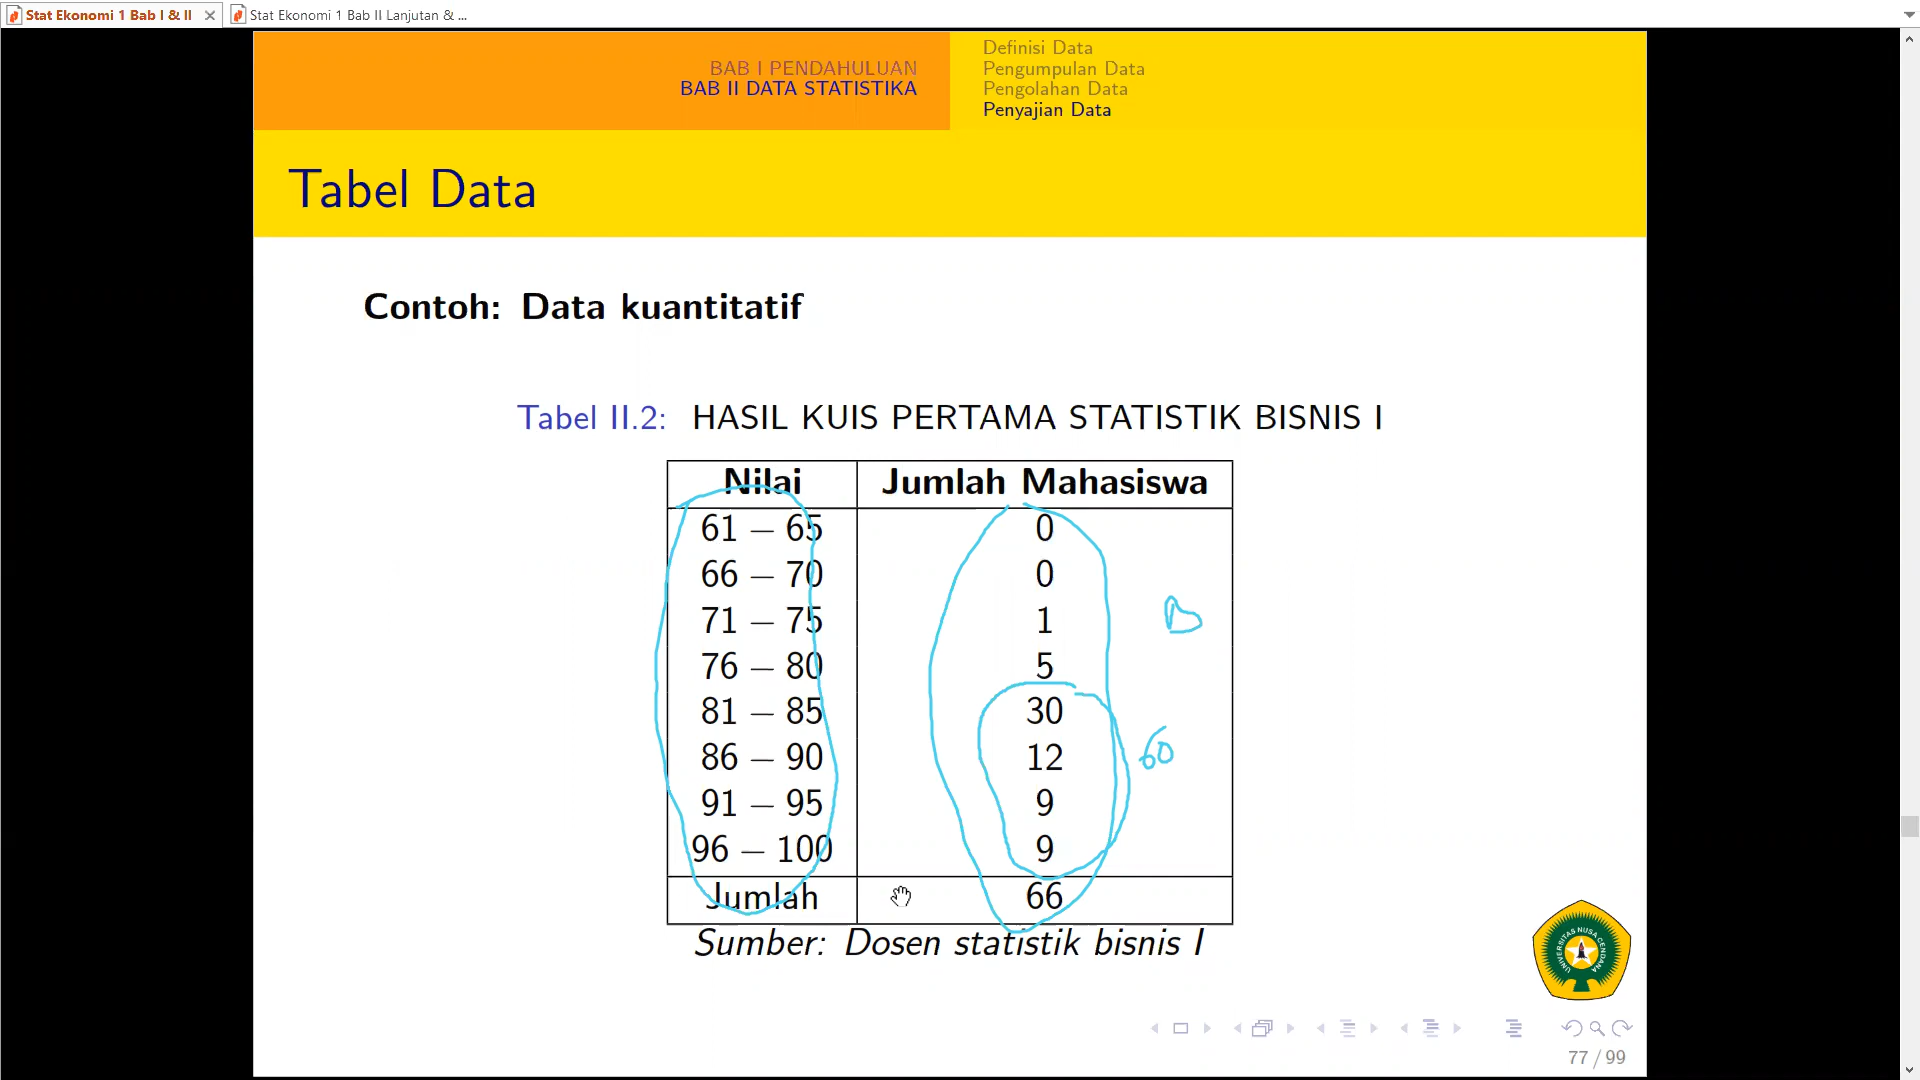 Stat Ekonomi 1 Bab I & II
Stat Ekonomi 1 Bab II Lanjutan & ...
BAB I PENDAHULUAN
BAB II DATA STATISTIKA
Definisi Data
Pengumpulan Data
Pengolahan Data
Penyajian Data
Tabel Data
Contoh: Data kuantitatif
Tabel II.2: HASIL KUIS PERTAMA STATISTIK BISNIS I
Nilai Jumlah Mahasiswa
61 – 65 0
66 – 70 0
71 – 75 1
76 – 80 5
81 – 85 30
86 – 90 12
60
91 – 95 9
96 – 100 9
Jumlah 66
Sumber: Dosen statistik bisnis I
UNIVERSITAS NUSA CENDANA
77 / 99